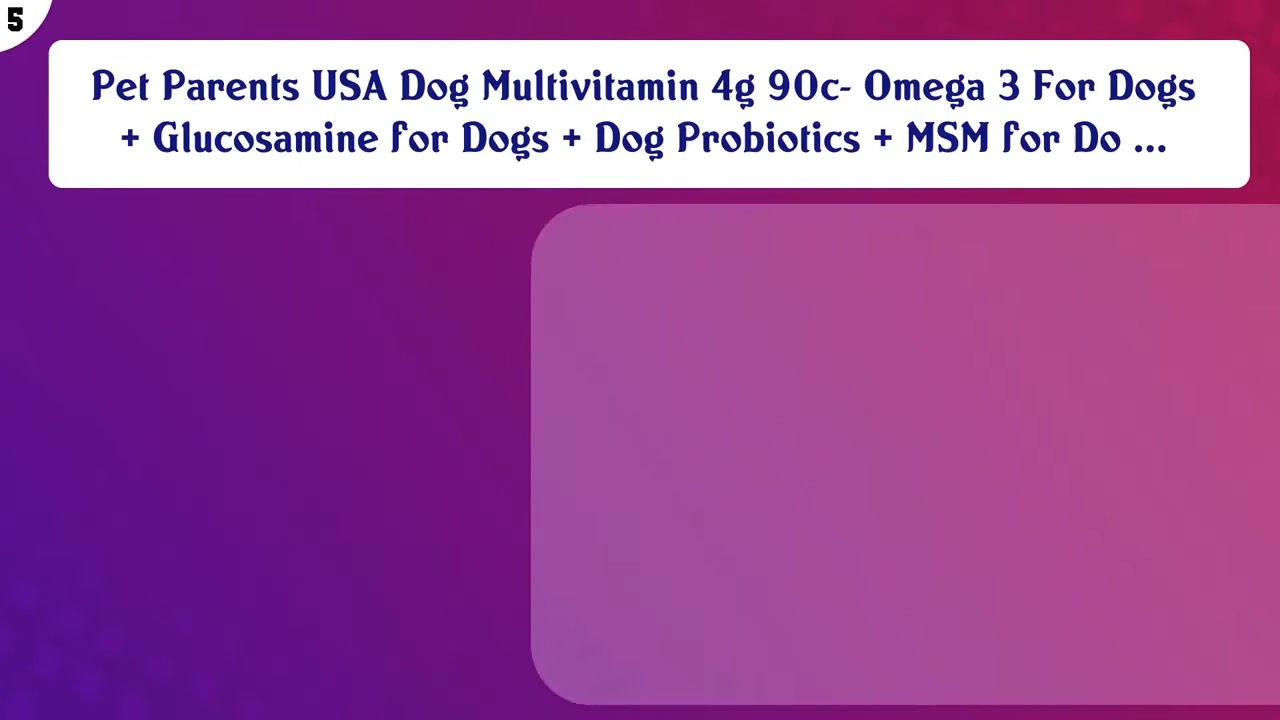 5
Pet Parents USA Dog Multivitamin 4g 90c- Omega 3 For Dogs
+ Glucosamine for Dogs + Dog Probiotics + MSM for Do ...